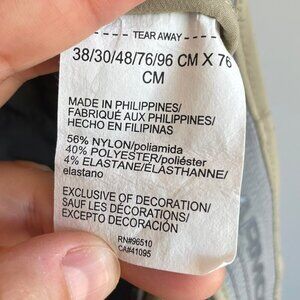 TEAR AWAY
38/30/48/76/96 CM X 76
CM
MADE IN PHILIPPINES/
FABRIQUÉ AUX PHILIPPINES/
HECHO EN FILIPINAS
56% NYLON/poliamida
40% POLYESTER/poliéster
4% ELASTANE/ÉLASTHANNE/
elastano
EXCLUSIVE OF DECORATION/
SAUF LES DÉCORATIONS/
EXCEPTO DECORACIÓN
RN#96510
CA#41095